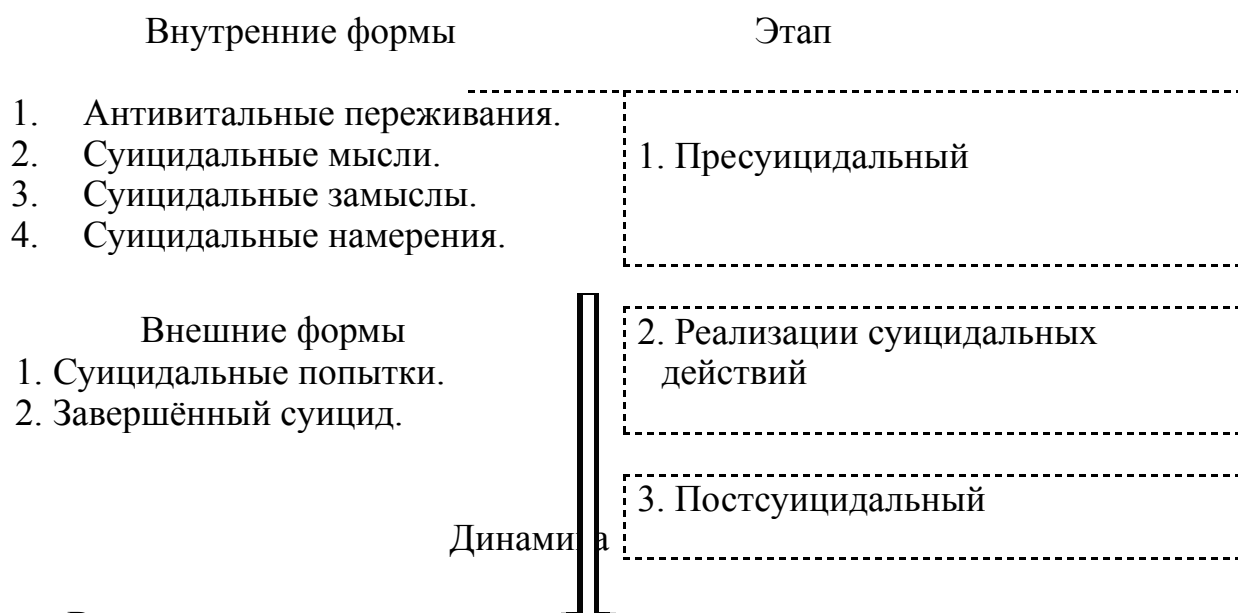 Внутренние формы
Этап
1. Антивитальные переживания.
2. Суицидальные мысли.
3. Суицидальные замыслы.
4. Суицидальные намерения.
1. Пресуицидальный
Внешние формы
1. Суицидальные попытки.
2. Завершённый суицид.
2. Реализации суицидальных
действий
3. Постсуицидальный
Динамика